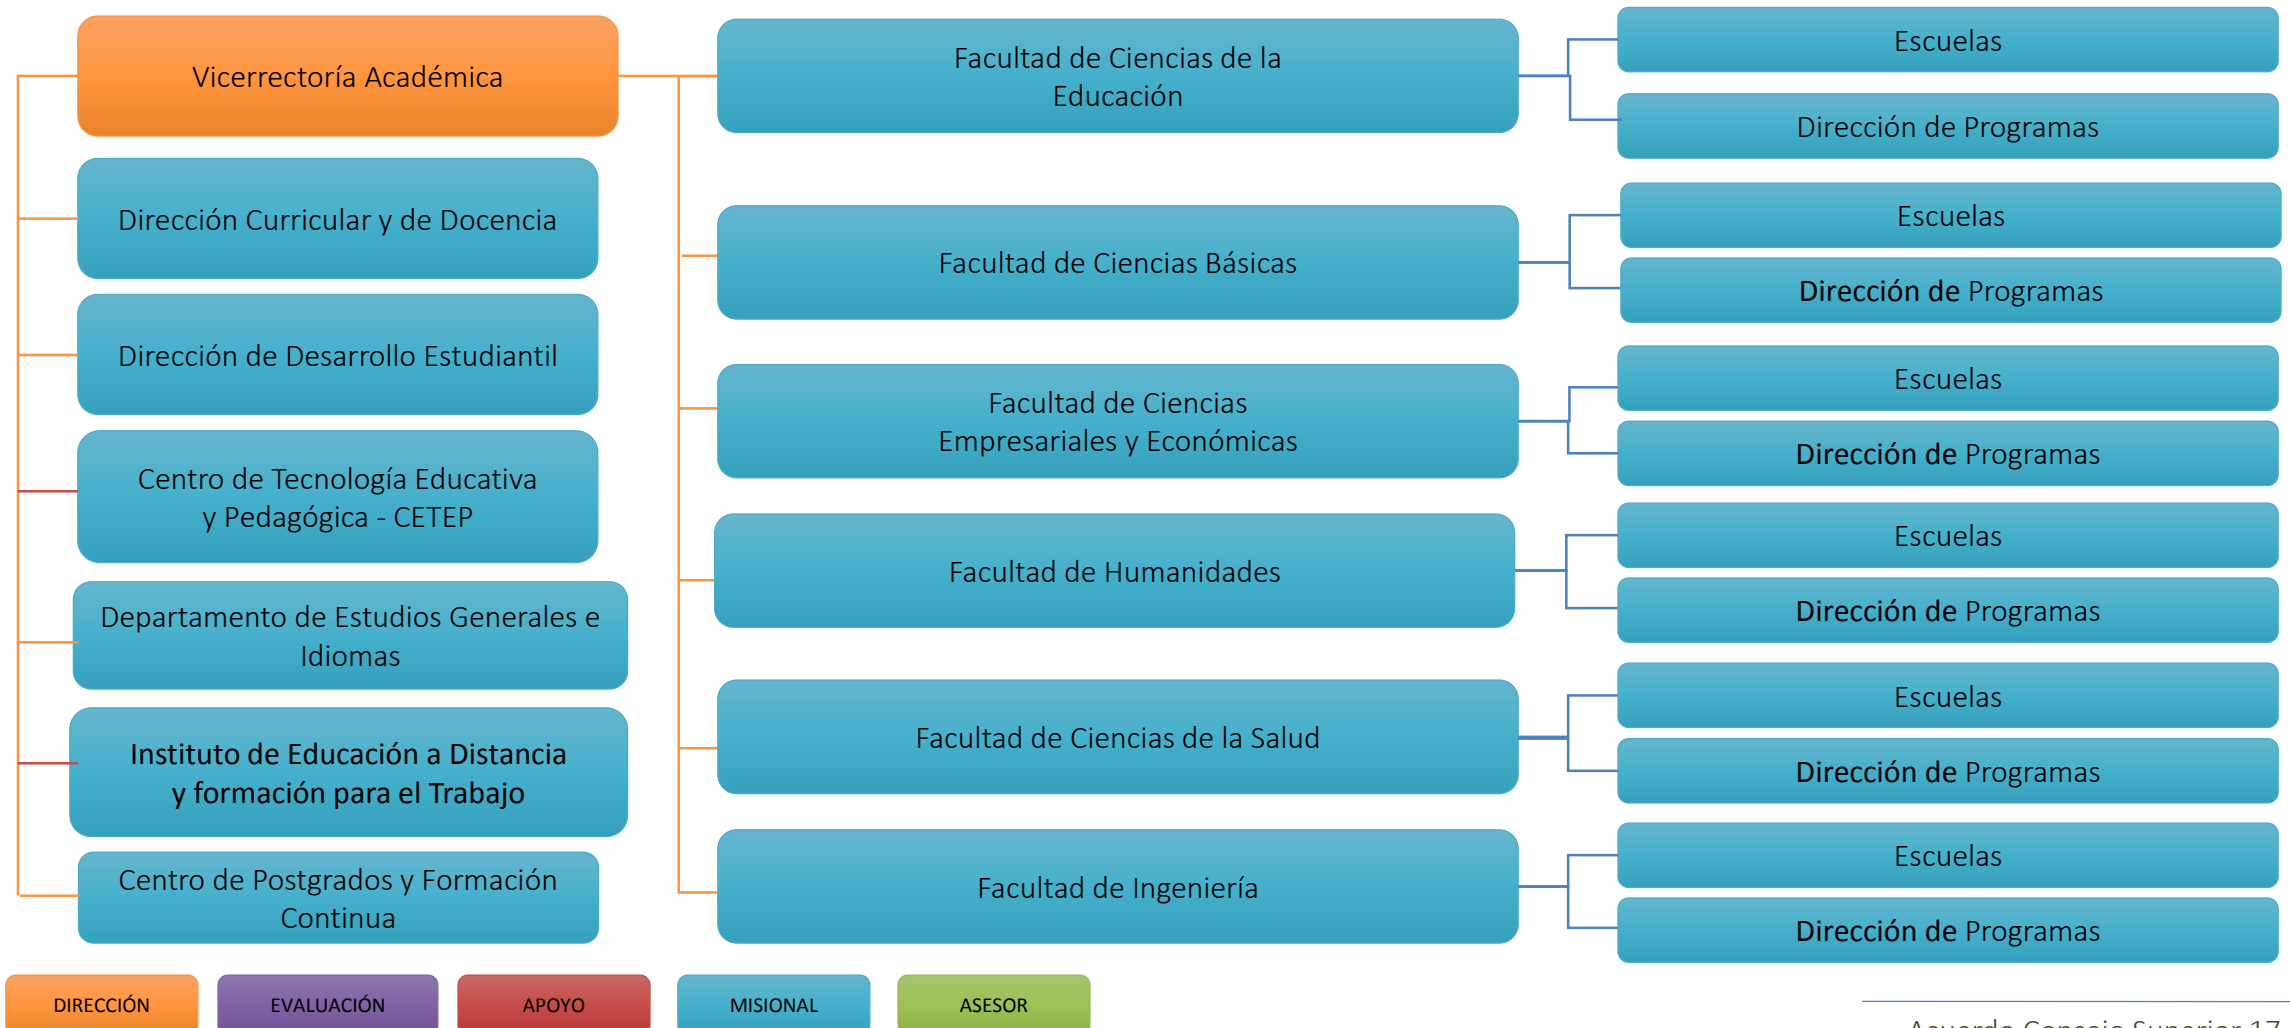 Vicerrectoría Académica
Dirección Curricular y de Docencia
Dirección de Desarrollo Estudiantil
Centro de Tecnología Educativa
y Pedagógica - CETEP
Departamento de Estudios Generales e
Idiomas
Instituto de Educación a Distancia
y formación para el Trabajo
Centro de Postgrados y Formación
Continua
Facultad de Ciencias de la
Educación
Escuelas
Dirección de Programas
Facultad de Ciencias Básicas
Escuelas
Dirección de Programas
Facultad de Ciencias
Empresariales y Económicas
Escuelas
Dirección de Programas
Facultad de Humanidades
Escuelas
Dirección de Programas
Facultad de Ciencias de la Salud
Escuelas
Dirección de Programas
Facultad de Ingeniería
Escuelas
Dirección de Programas
DIRECCIÓN
EVALUACIÓN
APOYO
MISIONAL
ASESOR
Acuerdo Consejo Superior 17